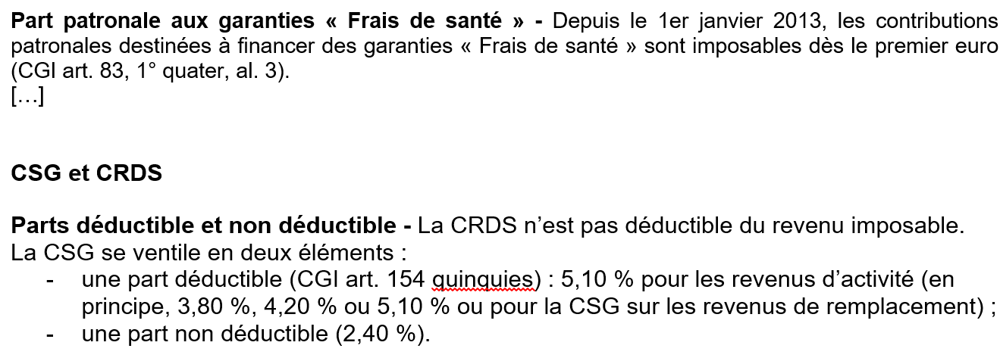 Part patronale aux garanties « Frais de santé » - Depuis le 1er janvier 2013, les contributions
patronales destinées à financer des garanties « Frais de santé » sont imposables dès le premier euro
(CGI art. 83, 1° quater, al. 3).
[…]
CSG et CRDS
Parts déductible et non déductible - La CRDS n’est pas déductible du revenu imposable.
La CSG se ventile en deux éléments :
- une part déductible (CGI art. 154 quinquies) : 5,10 % pour les revenus d’activité (en
principe, 3,80 %, 4,20 % ou 5,10 % ou pour la CSG sur les revenus de remplacement) ;
- une part non déductible (2,40 %).